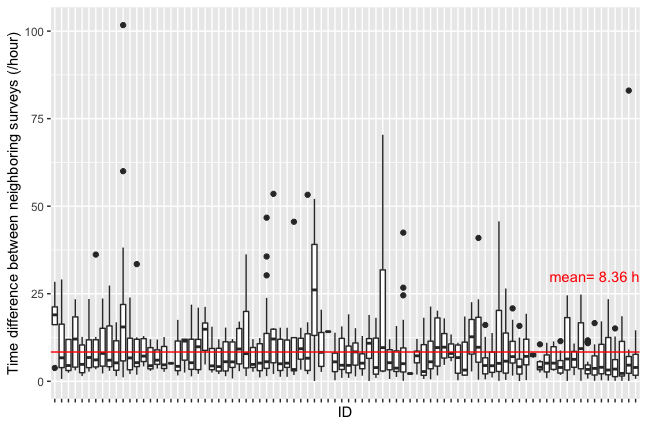 Time difference between neighboring surveys (/hour)
100
75
50
25
0
mean= 8.36 h
ID